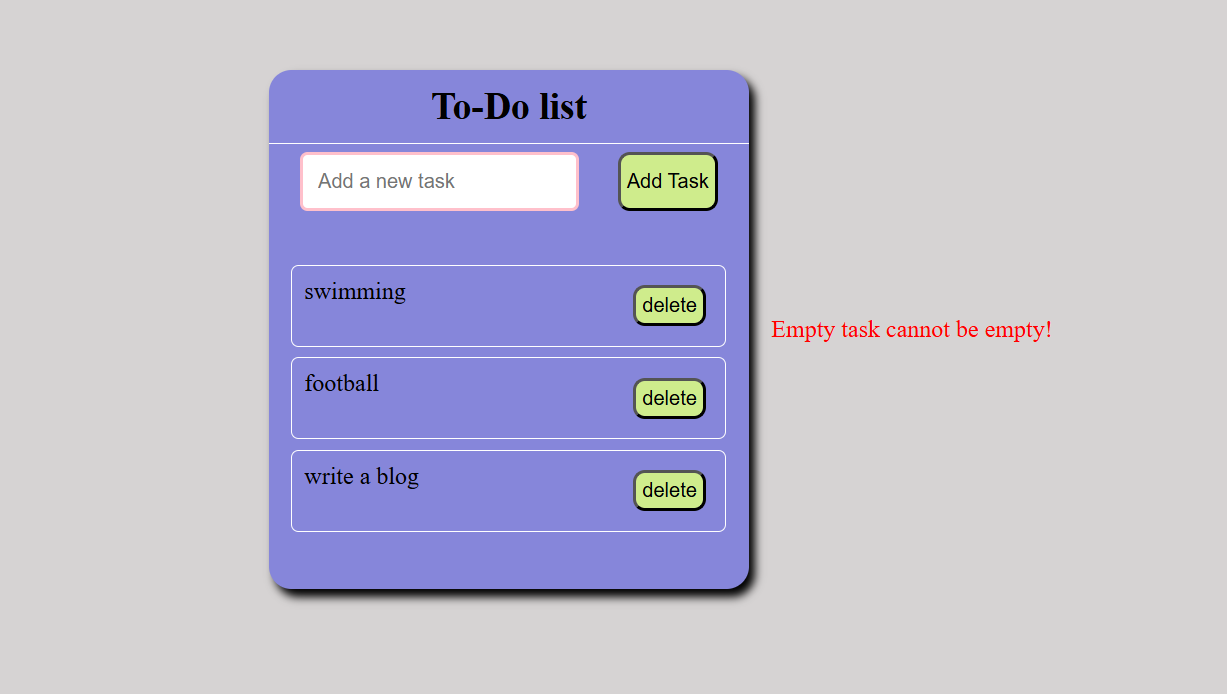 To-Do list
Add a new task
Add Task
swimming
delete
Empty task cannot be empty!
football
delete
write a blog
delete